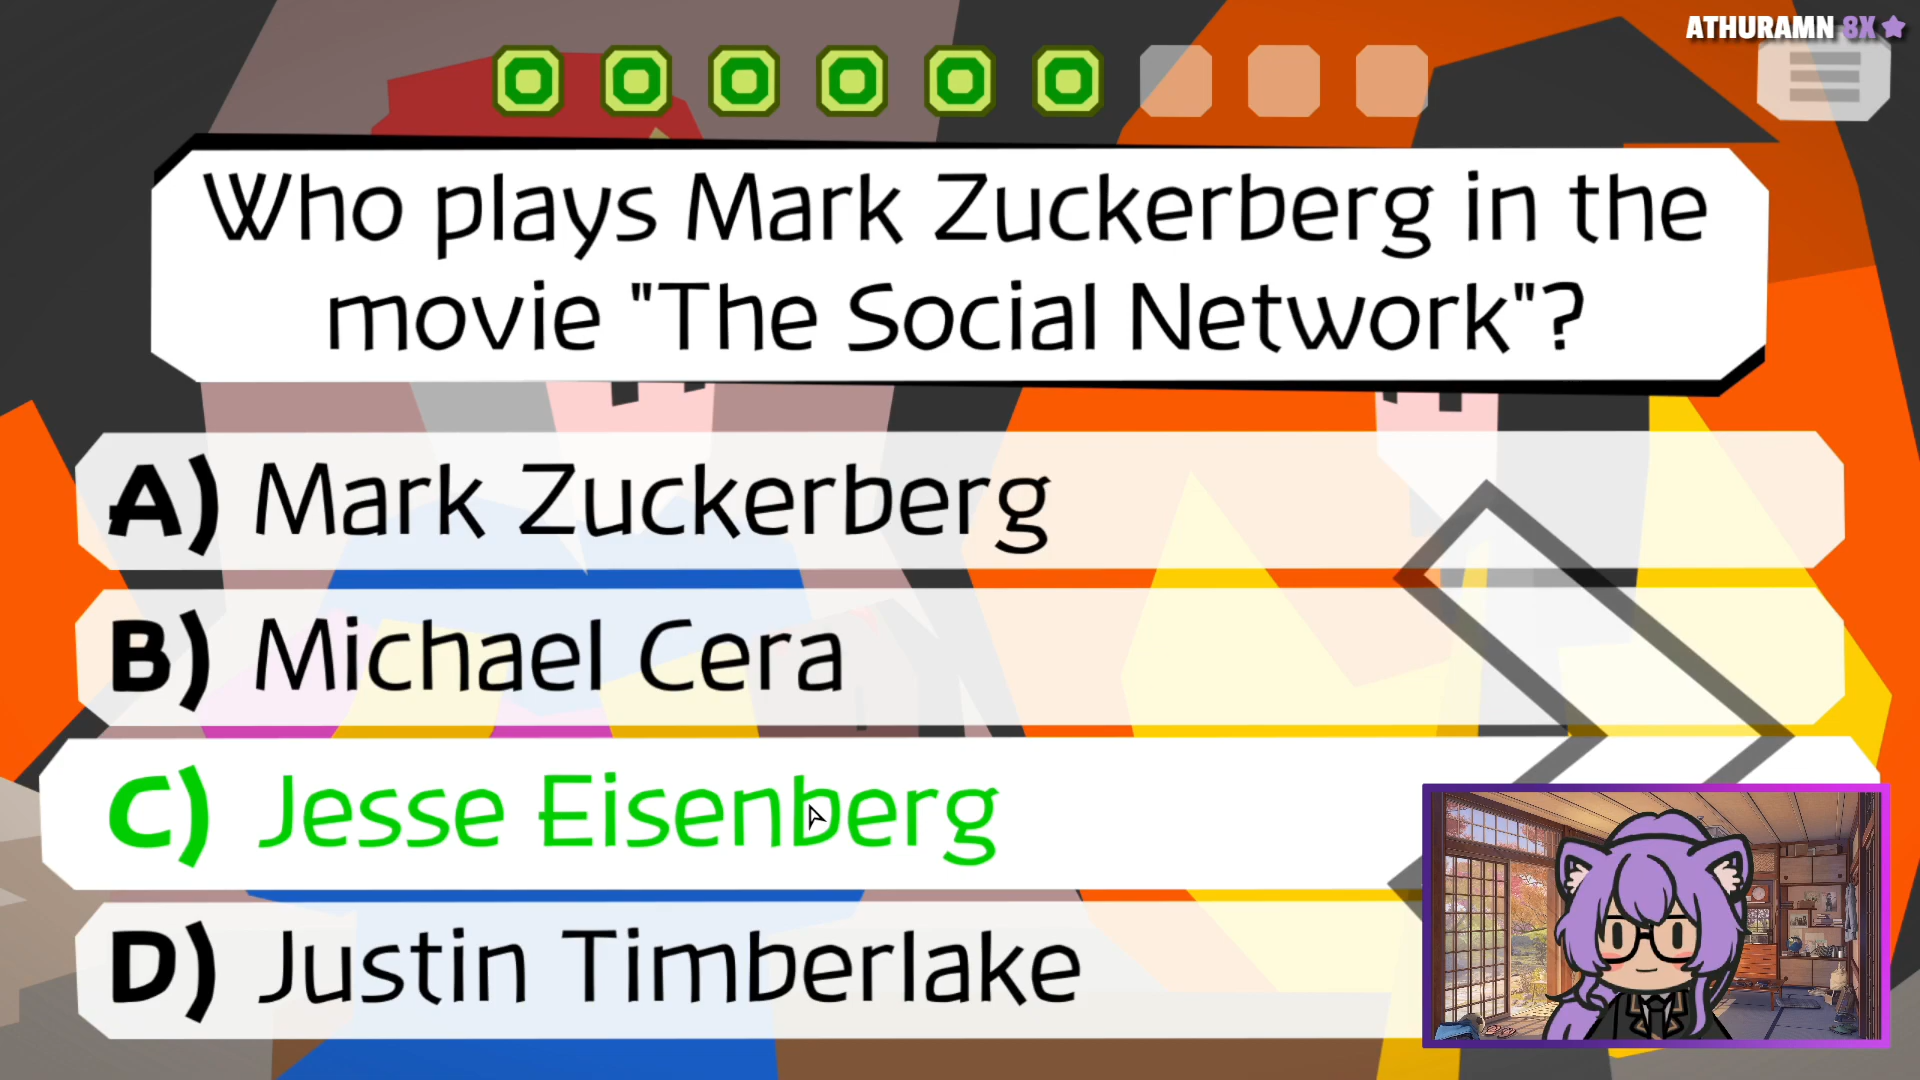 ATHURAMN 8X
Who plays Mark Zuckerberg in the
movie "The Social Network"?
A) Mark Zuckerberg
B) Michael Cera
C) Jesse Eisenberg
D) Justin Timberlake